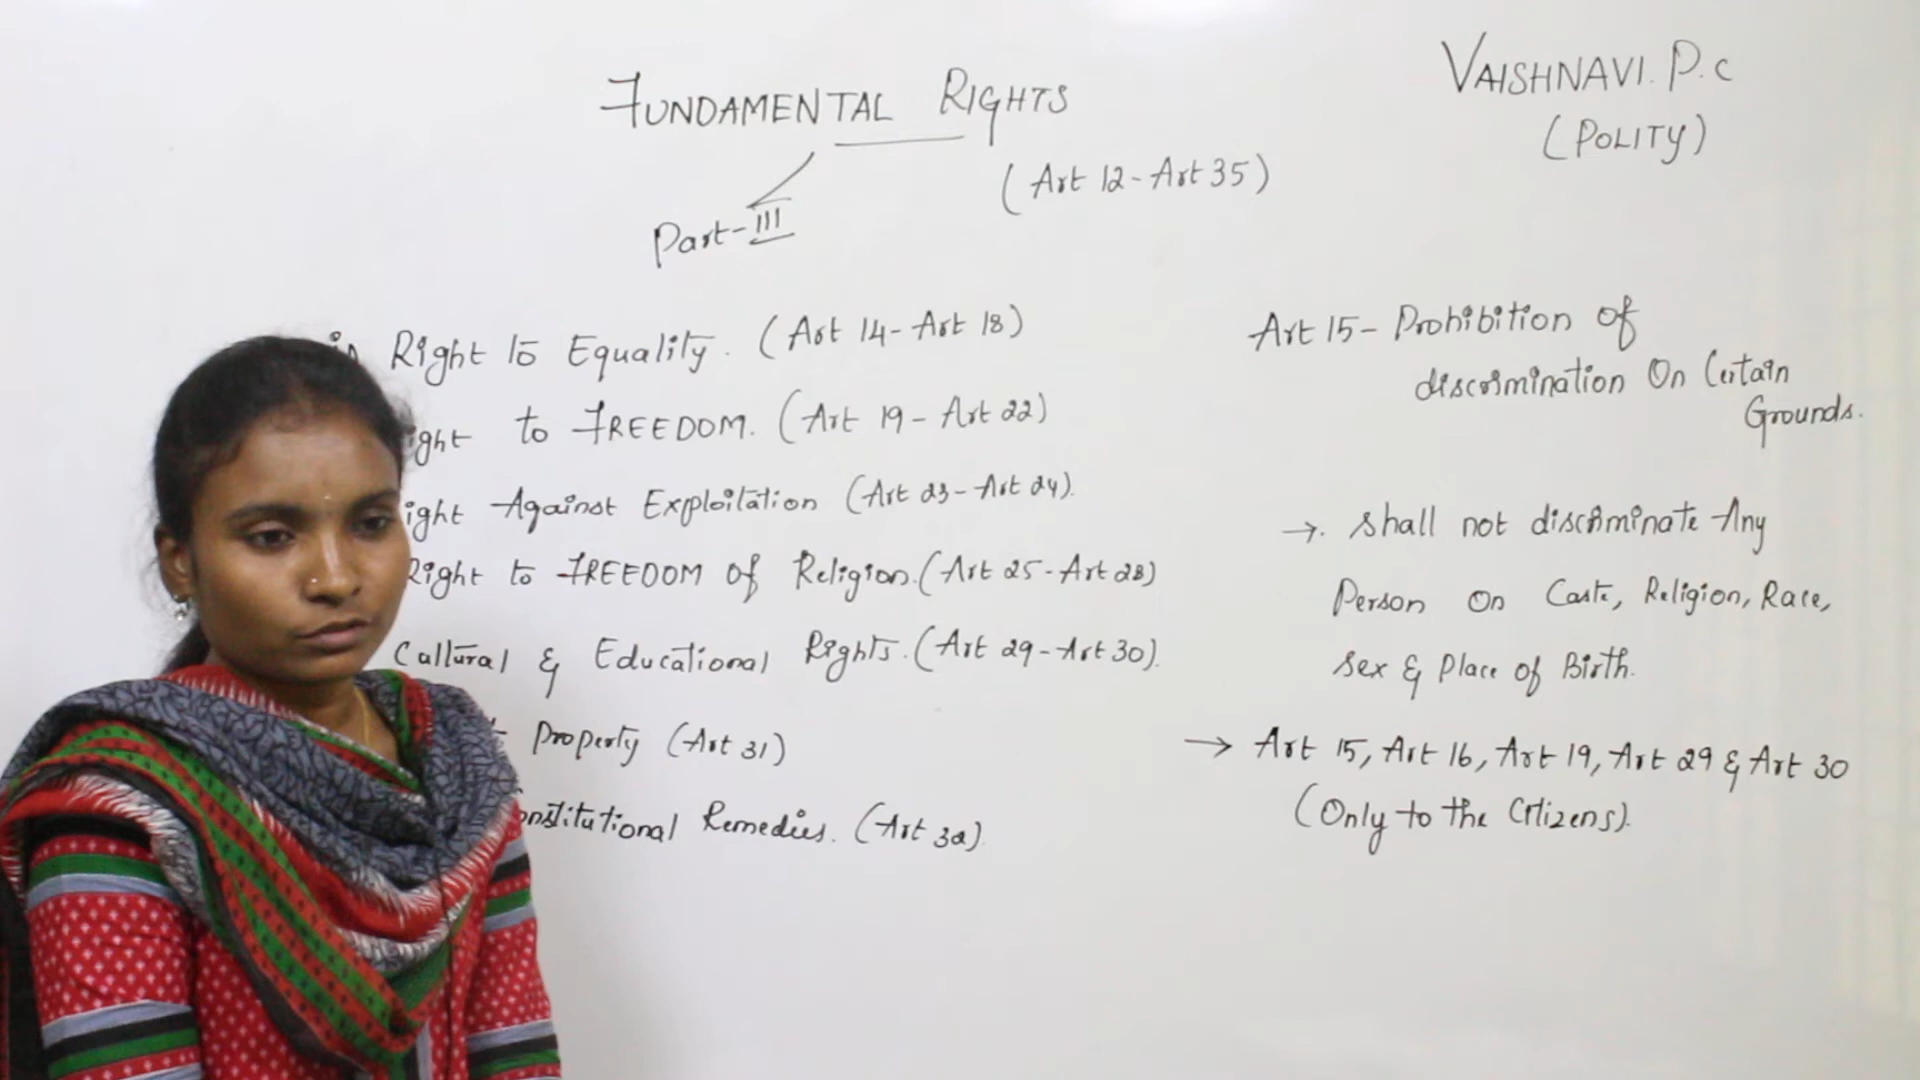 FUNDAMENTAL RIGHTS
(Art 12 - Art 35)
Part-III
VAISHNAVI. P.C
(POLITY)
Right to Equality. (Art 14 - Art 18)
to FREEDOM. (Art 19 - Art 22)
Against Exploitation (Art 23 - Art 24).
Right to FREEDOM of Religion. (Art 25 - Art 28)
Cultural & Educational Rights. (Art 29 - Art 30).
Property (Art 31)
Remedies. (Art 32).
Art 15 - Prohibition of
discrimination On Certain
Grounds.
→. Shall not discriminate Any
Person On Caste, Religion, Race,
Sex & Place of Birth.
→ Art 15, Art 16, Art 19, Art 29 & Art 30
(Only to the Citizens).